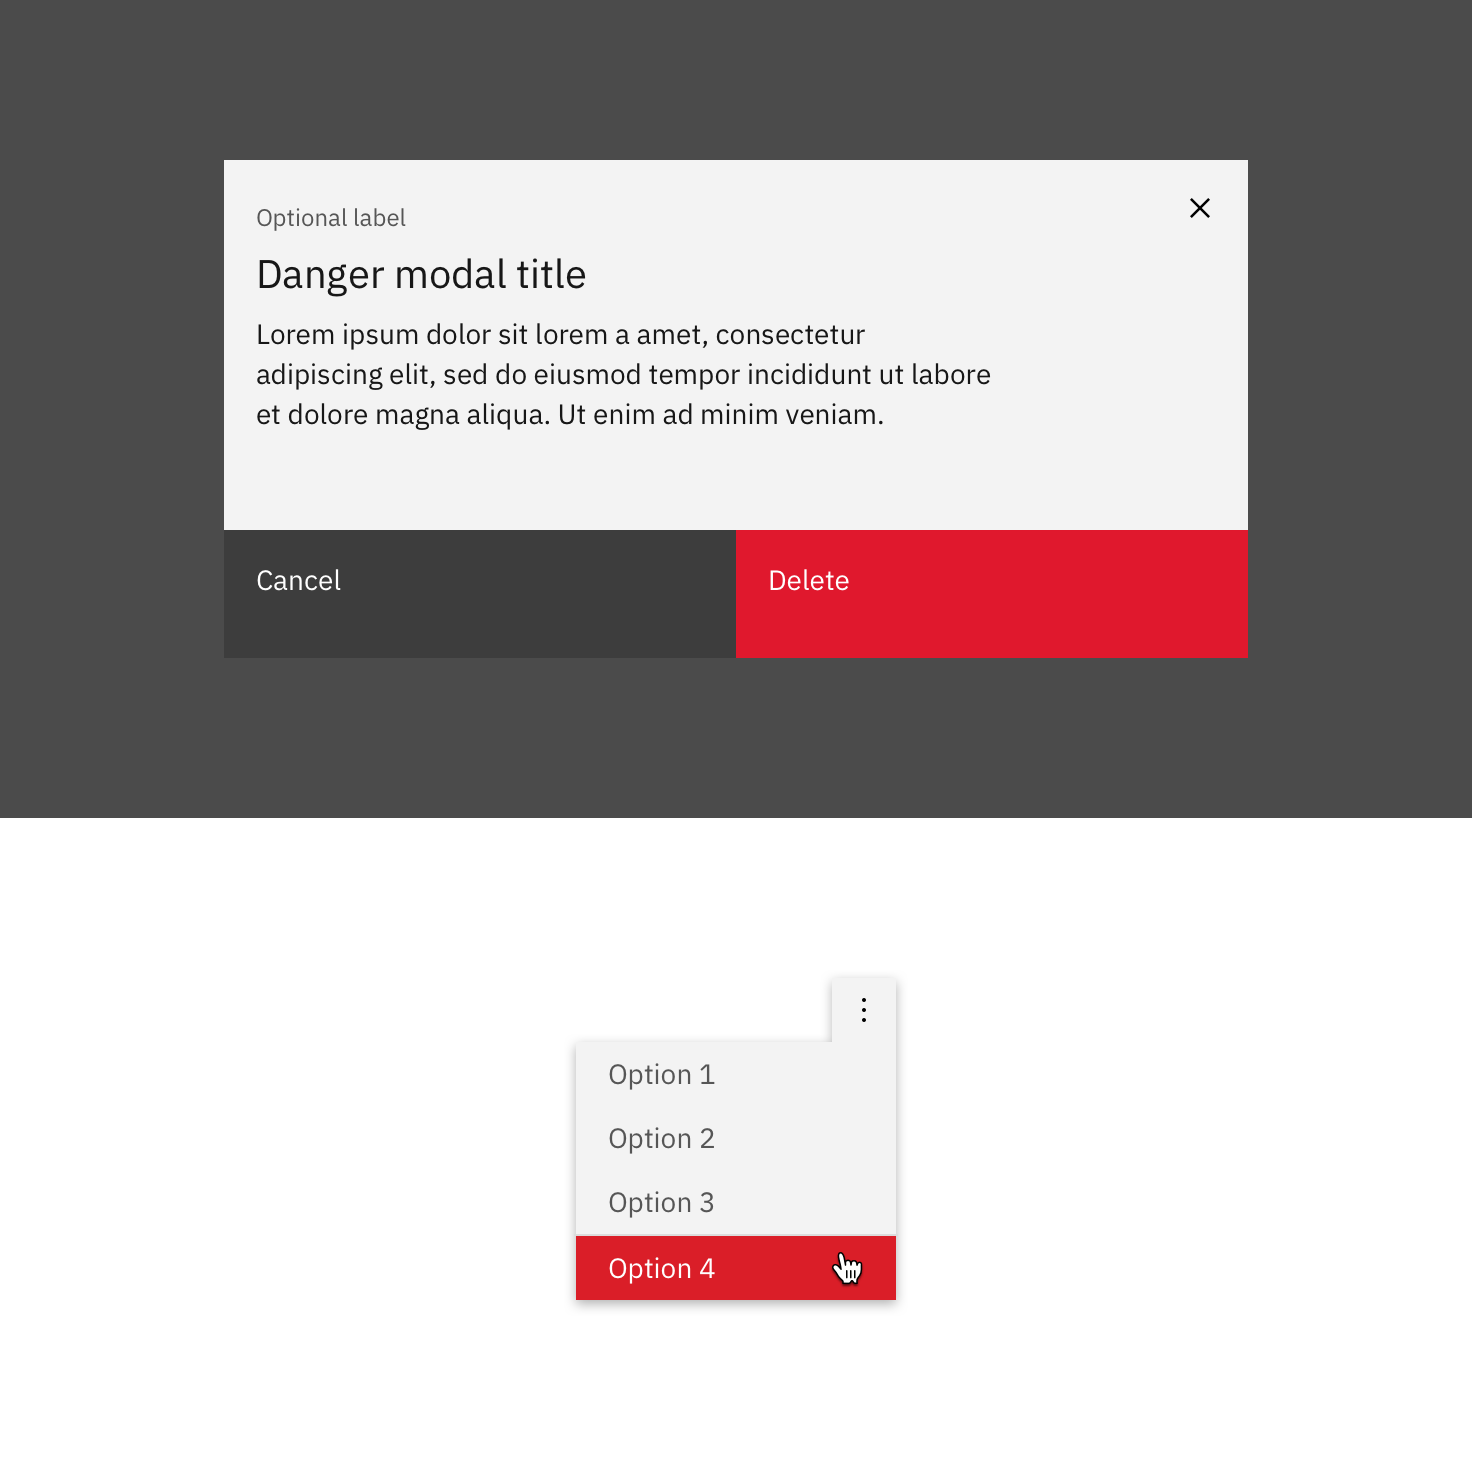 Optional label
Danger modal title
Lorem ipsum dolor sit lorem a amet, consectetur
adipiscing elit, sed do eiusmod tempor incididunt ut labore
et dolore magna aliqua. Ut enim ad minim veniam.
Cancel
Delete
Option 1
Option 2
Option 3
Option 4